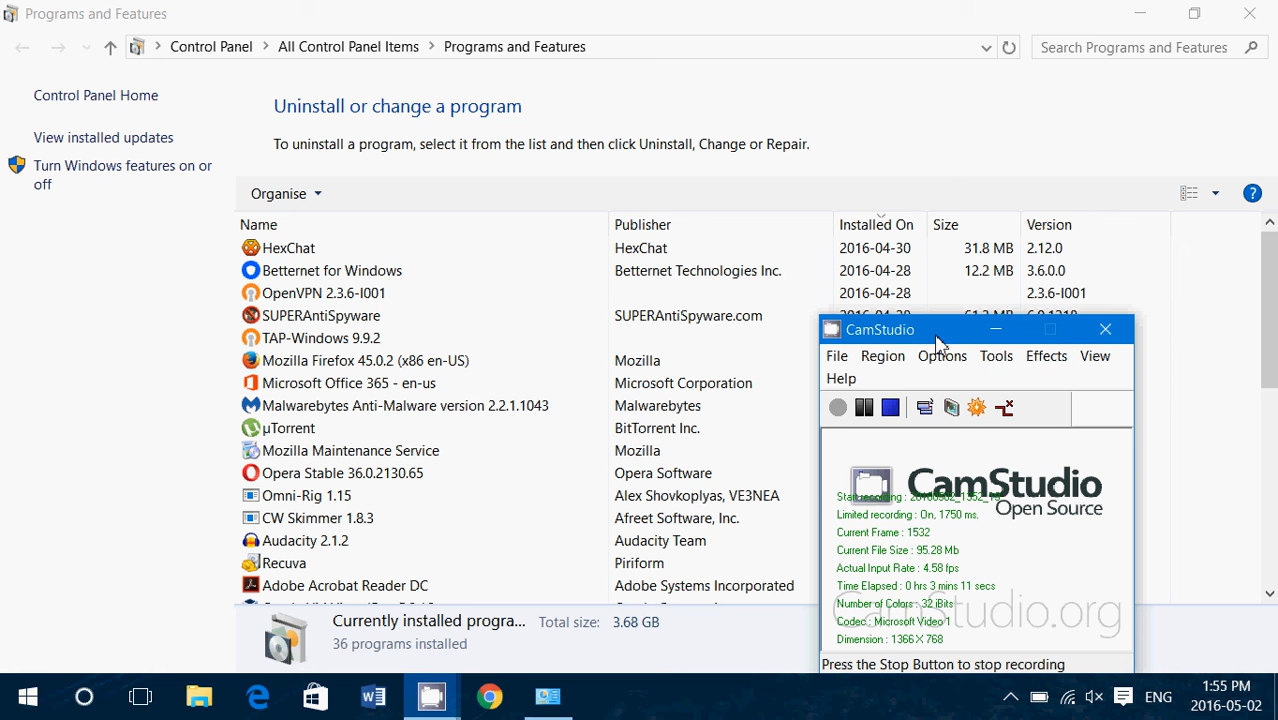 Programs and Features
Control Panel > All Control Panel Items > Programs and Features
Search Programs and Features
Control Panel Home
View installed updates
Turn Windows features on or
off
Uninstall or change a program
To uninstall a program, select it from the list and then click Uninstall, Change or Repair.
Organise
Name Publisher Installed On Size Version
HexChat HexChat 2016-04-30 31.8 MB 2.12.0
Betternet for Windows Betternet Technologies Inc. 2016-04-28 12.2 MB 3.6.0.0
OpenVPN 2.3.6-I001 2016-04-28 2.3.6-I001
SUPERAntiSpyware SUPERAntiSpyware.com
TAP-Windows 9.9.2
Mozilla Firefox 45.0.2 (x86 en-US) Mozilla
Microsoft Office 365 - en-us Microsoft Corporation
Malwarebytes Anti-Malware version 2.2.1.1043 Malwarebytes
µTorrent BitTorrent Inc.
Mozilla Maintenance Service Mozilla
Opera Stable 36.0.2130.65 Opera Software
Omni-Rig 1.15 Alex Shovkoplyas, VE3NEA
CW Skimmer 1.8.3 Afreet Software, Inc.
Audacity 2.1.2 Audacity Team
Recuva Piriform
Adobe Acrobat Reader DC Adobe Systems Incorporated
Currently installed progra... Total size: 3.68 GB
36 programs installed
CamStudio
File Region Options Tools Effects View
Help
CamStudio
Open Source
Start recording :
Limited recording : On, 1750 ms.
Current Frame : 1532
Current File Size : 95.28 Mb
Actual Input Rate : 4.58 fps
Time Elapsed : 0 hrs 3 mins 11 secs
Number of Colors : 32 iBits
CamStudio.org
Codec : Microsoft Video 1
Dimension : 1366 X 768
Press the Stop Button to stop recording
ENG
1:55 PM
2016-05-02